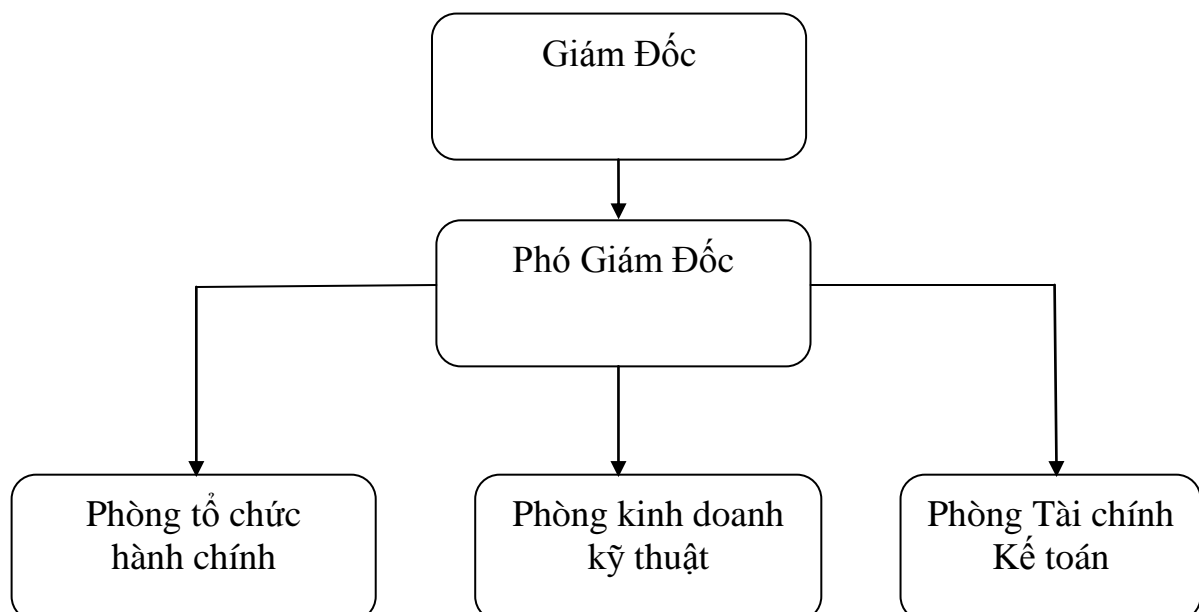 Giám Đốc
Phó Giám Đốc
Phòng tổ chức
hành chính
Phòng kinh doanh
kỹ thuật
Phòng Tài chính
Kế toán